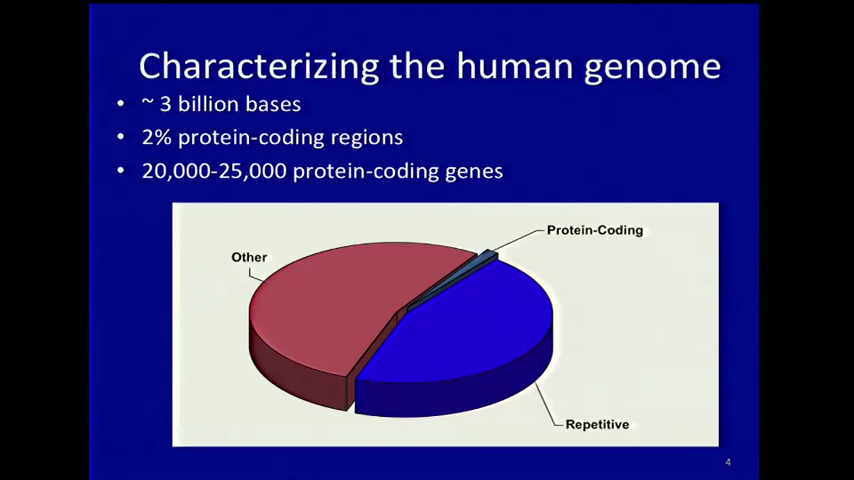 Characterizing the human genome
• ~ 3 billion bases
• 2% protein-coding regions
• 20,000-25,000 protein-coding genes
Protein-Coding
Other
Repetitive
4